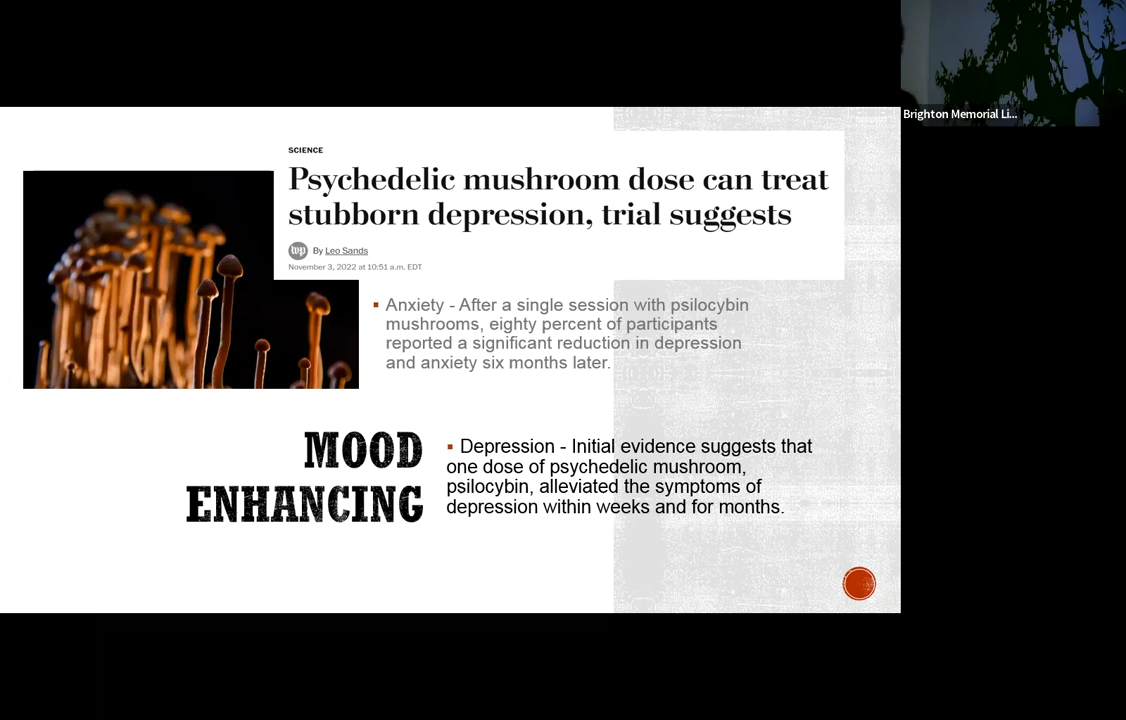 Brighton Memorial Li...
SCIENCE
Psychedelic mushroom dose can treat
stubborn depression, trial suggests
wp By Leo Sands
November 3, 2022 at 10:51 a.m. EDT
▪ Anxiety - After a single session with psilocybin
mushrooms, eighty percent of participants
reported a significant reduction in depression
and anxiety six months later.
MOOD
ENHANCING
▪ Depression - Initial evidence suggests that
one dose of psychedelic mushroom,
psilocybin, alleviated the symptoms of
depression within weeks and for months.